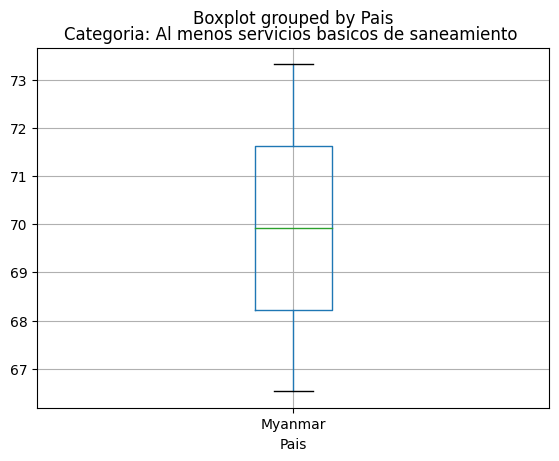 Boxplot grouped by Pais
Categoria: Al menos servicios basicos de saneamiento
73
72
71
70
69
68
67
Myanmar
Pais